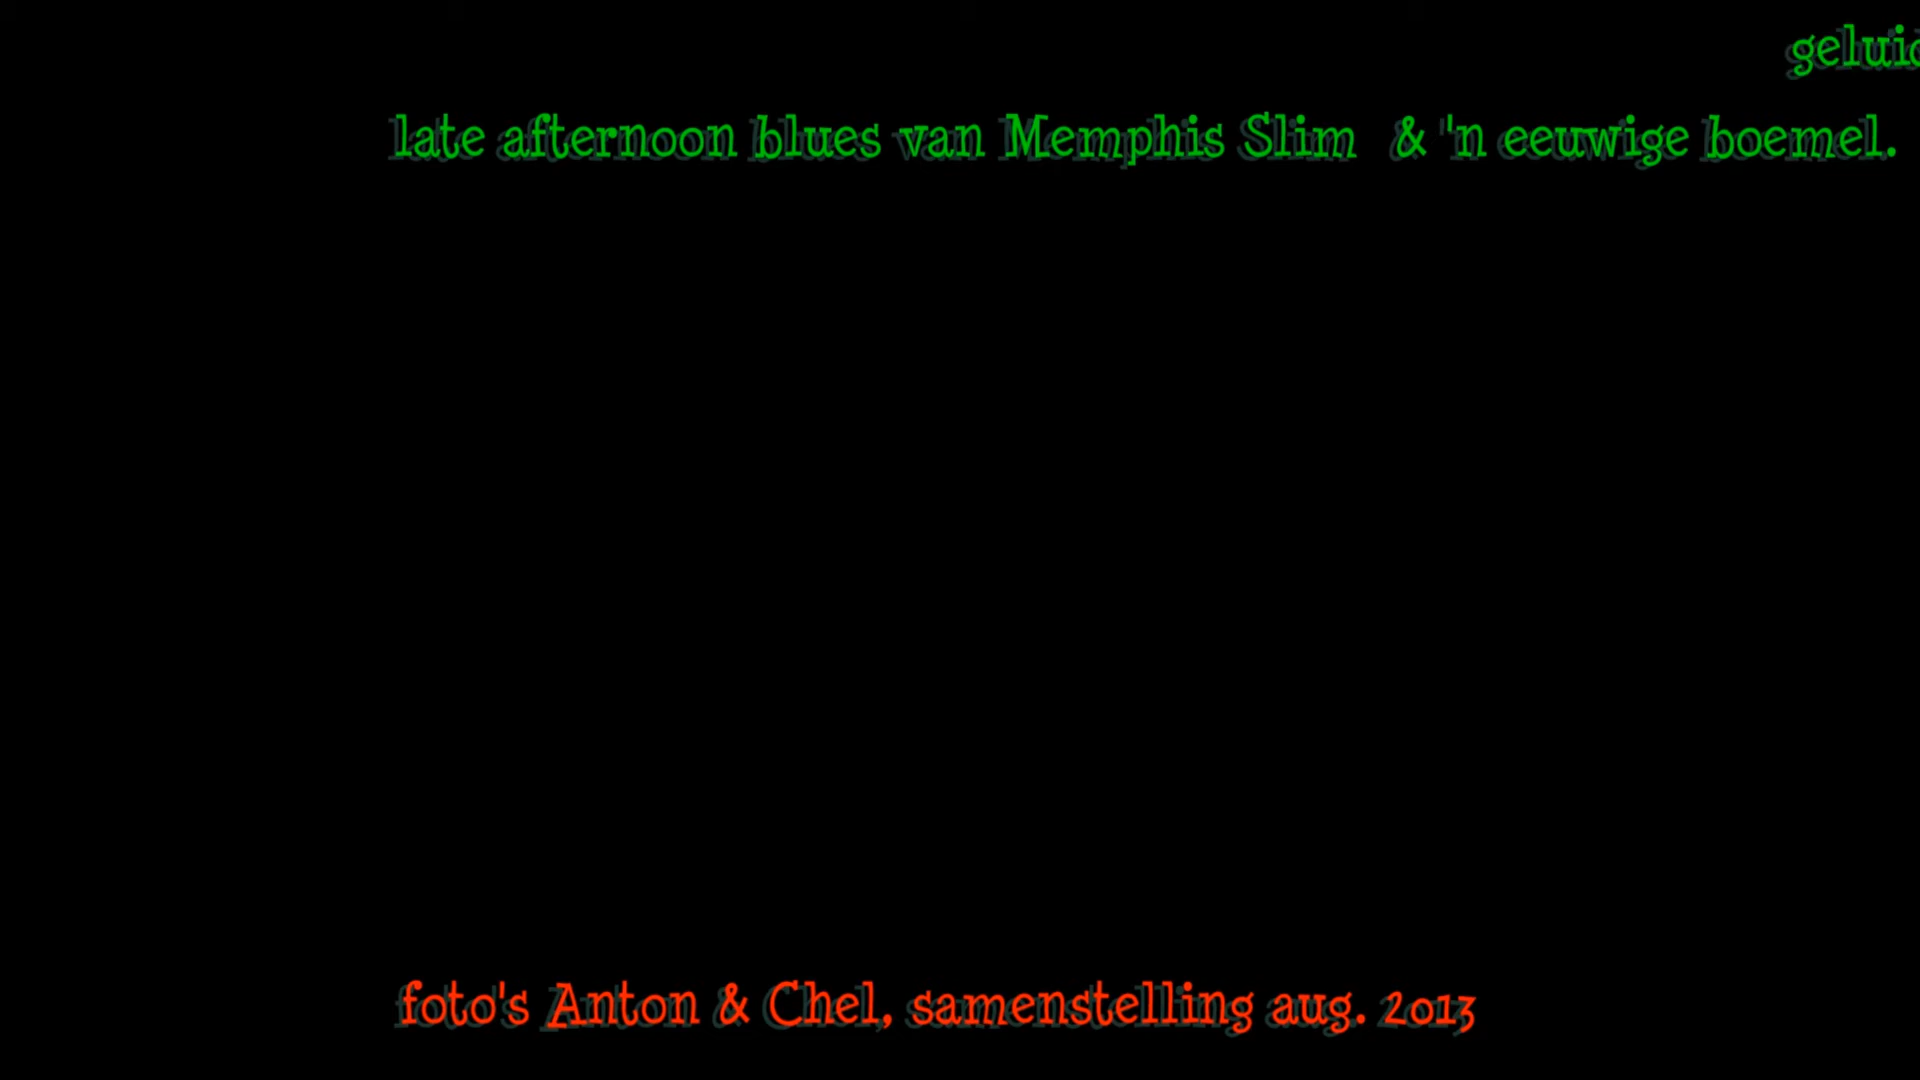 late afternoon blues van Memphis Slim & 'n eeuwige boemel.
foto's Anton & Chel, samenstelling aug. 2013